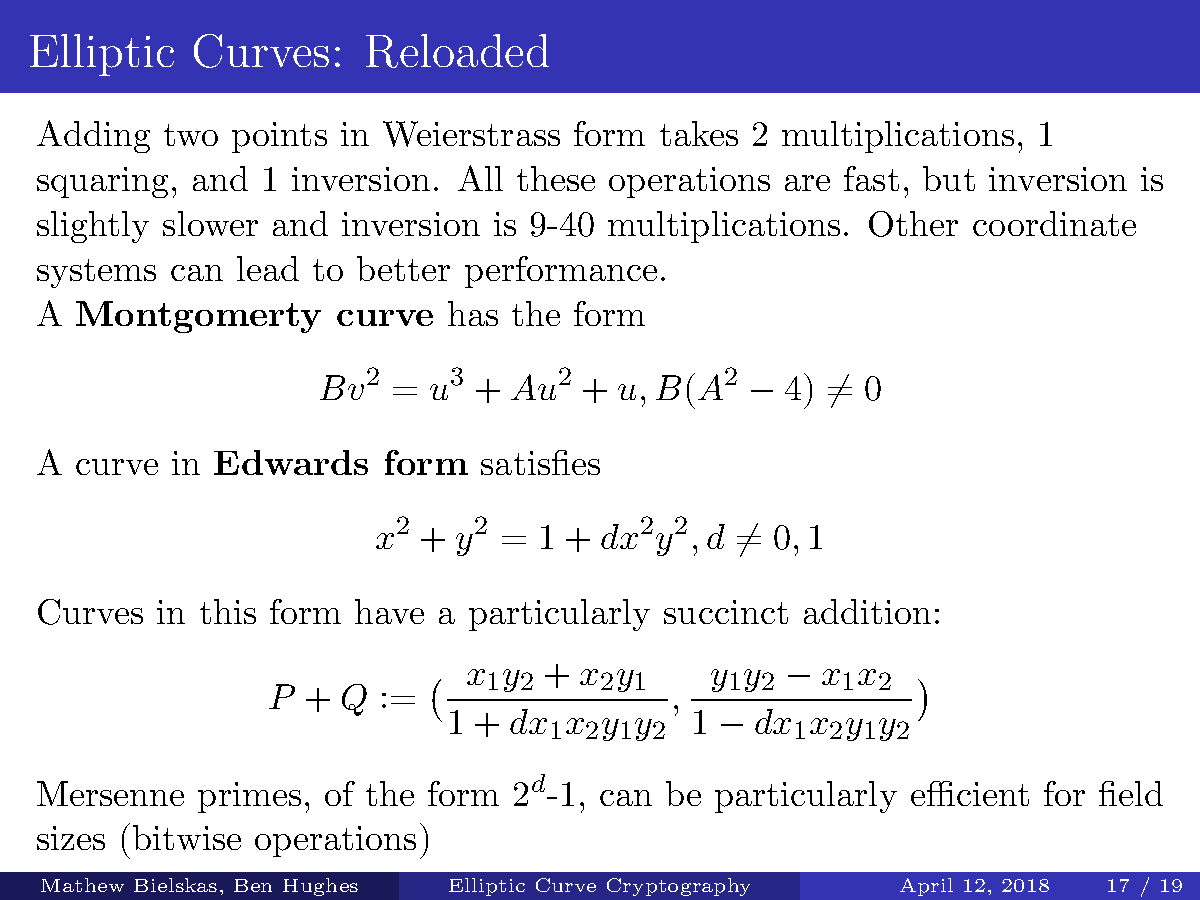 Elliptic Curves: Reloaded
Adding two points in Weierstrass form takes 2 multiplications, 1
squaring, and 1 inversion. All these operations are fast, but inversion is
slightly slower and inversion is 9-40 multiplications. Other coordinate
systems can lead to better performance.
A Montgomerty curve has the form
Bv² = u³ + Au² + u, B(A² − 4) ≠ 0
A curve in Edwards form satisfies
x² + y² = 1 + dx²y², d ≠ 0, 1
Curves in this form have a particularly succinct addition:
P + Q := ( (x₁y₂ + x₂y₁) / (1 + dx₁x₂y₁y₂), (y₁y₂ − x₁x₂) / (1 − dx₁x₂y₁y₂) )
Mersenne primes, of the form 2ᵈ-1, can be particularly efficient for field
sizes (bitwise operations)
Mathew Bielskas, Ben Hughes Elliptic Curve Cryptography April 12, 2018 17 / 19